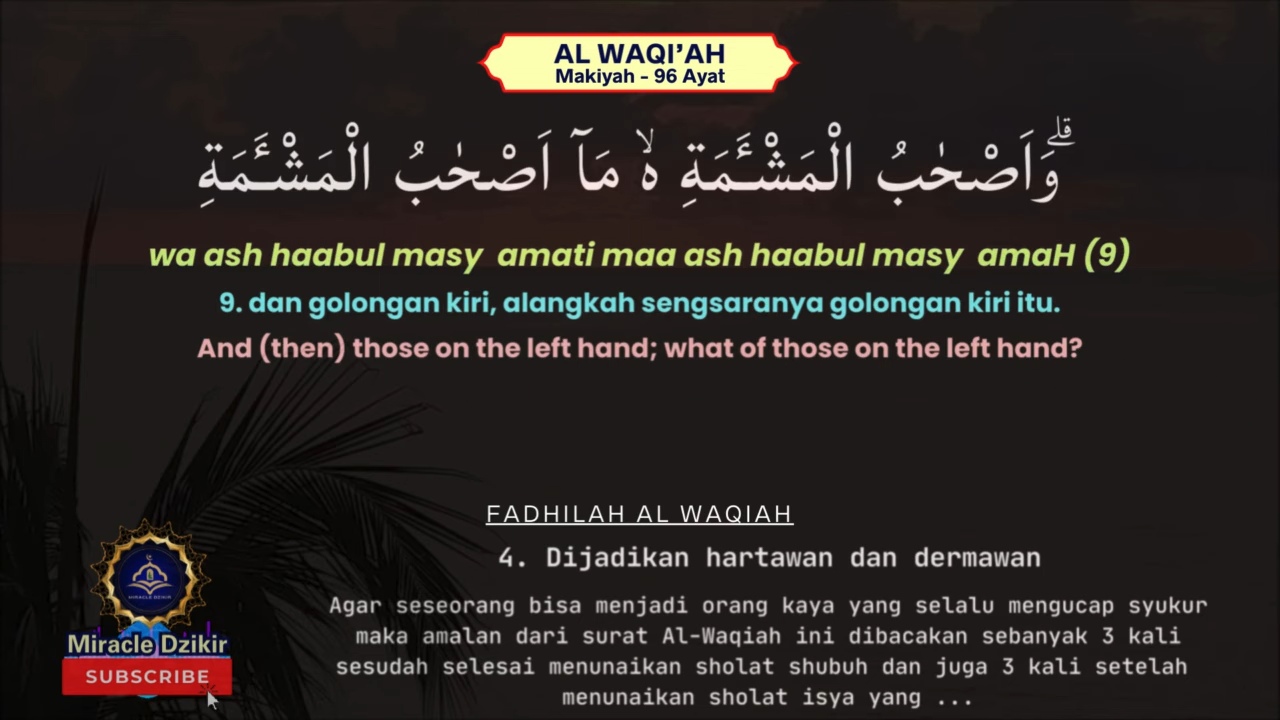 AL WAQI’AH
Makiyah - 96 Ayat
وَاَصْحٰبُ الْمَشْـَٔمَةِ ەۙ مَآ اَصْحٰبُ الْمَشْـَٔمَةِ ۗ
wa ash haabul masy amati maa ash haabul masy amaH (9)
9. dan golongan kiri, alangkah sengsaranya golongan kiri itu.
And (then) those on the left hand; what of those on the left hand?
FADHILAH AL WAQIAH
4. Dijadikan hartawan dan dermawan
Agar seseorang bisa menjadi orang kaya yang selalu mengucap syukur
maka amalan dari surat Al-Waqiah ini dibacakan sebanyak 3 kali
sesudah selesai menunaikan sholat shubuh dan juga 3 kali setelah
menunaikan sholat isya yang ...
MIRACLE DZIKIR
Miracle Dzikir
SUBSCRIBE